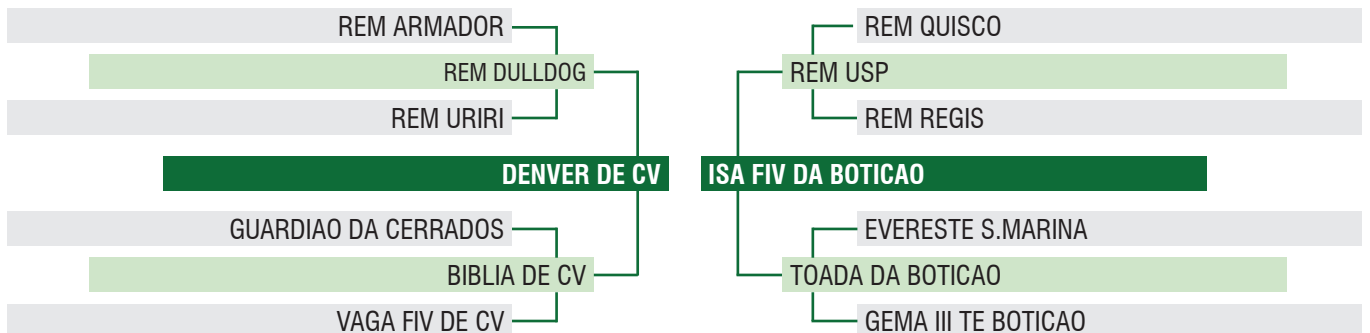 REM ARMADOR
REM QUISCO
REM DULLDOG
REM USP
REM URIRI
REM REGIS
DENVER DE CV
ISA FIV DA BOTICAO
GUARDIAO DA CERRADOS
EVERESTE S.MARINA
BIBLIA DE CV
TOADA DA BOTICAO
VAGA FIV DE CV
GEMA III TE BOTICAO